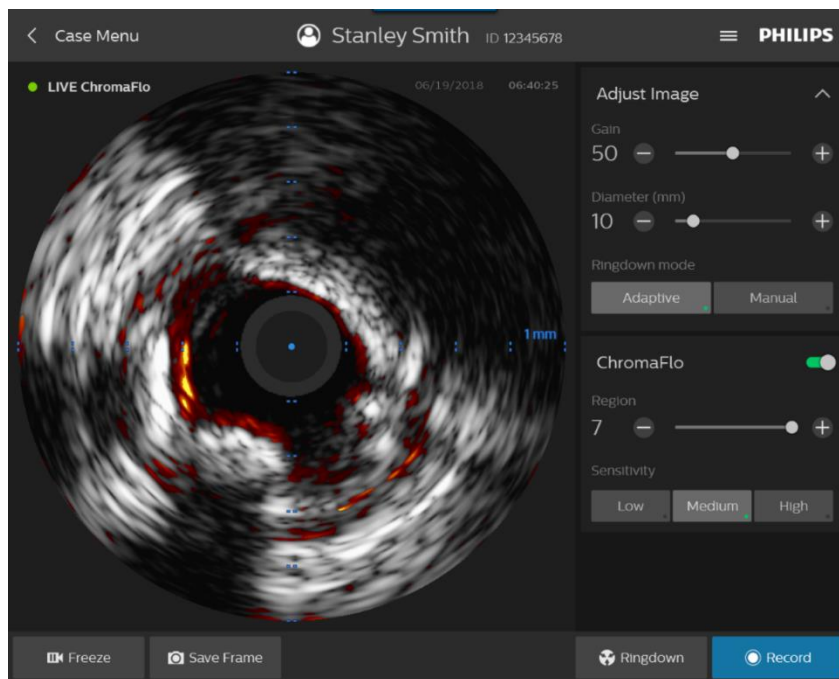 Case Menu
Stanley Smith ID 12345678
PHILIPS
LIVE ChromaFlo
06/19/2018 06:40:25
1 mm
Adjust Image
Gain
50
Diameter (mm)
10
Ringdown mode
Adaptive Manual
ChromaFlo
Region
7
Sensitivity
Low Medium High
Freeze
Save Frame
Ringdown
Record